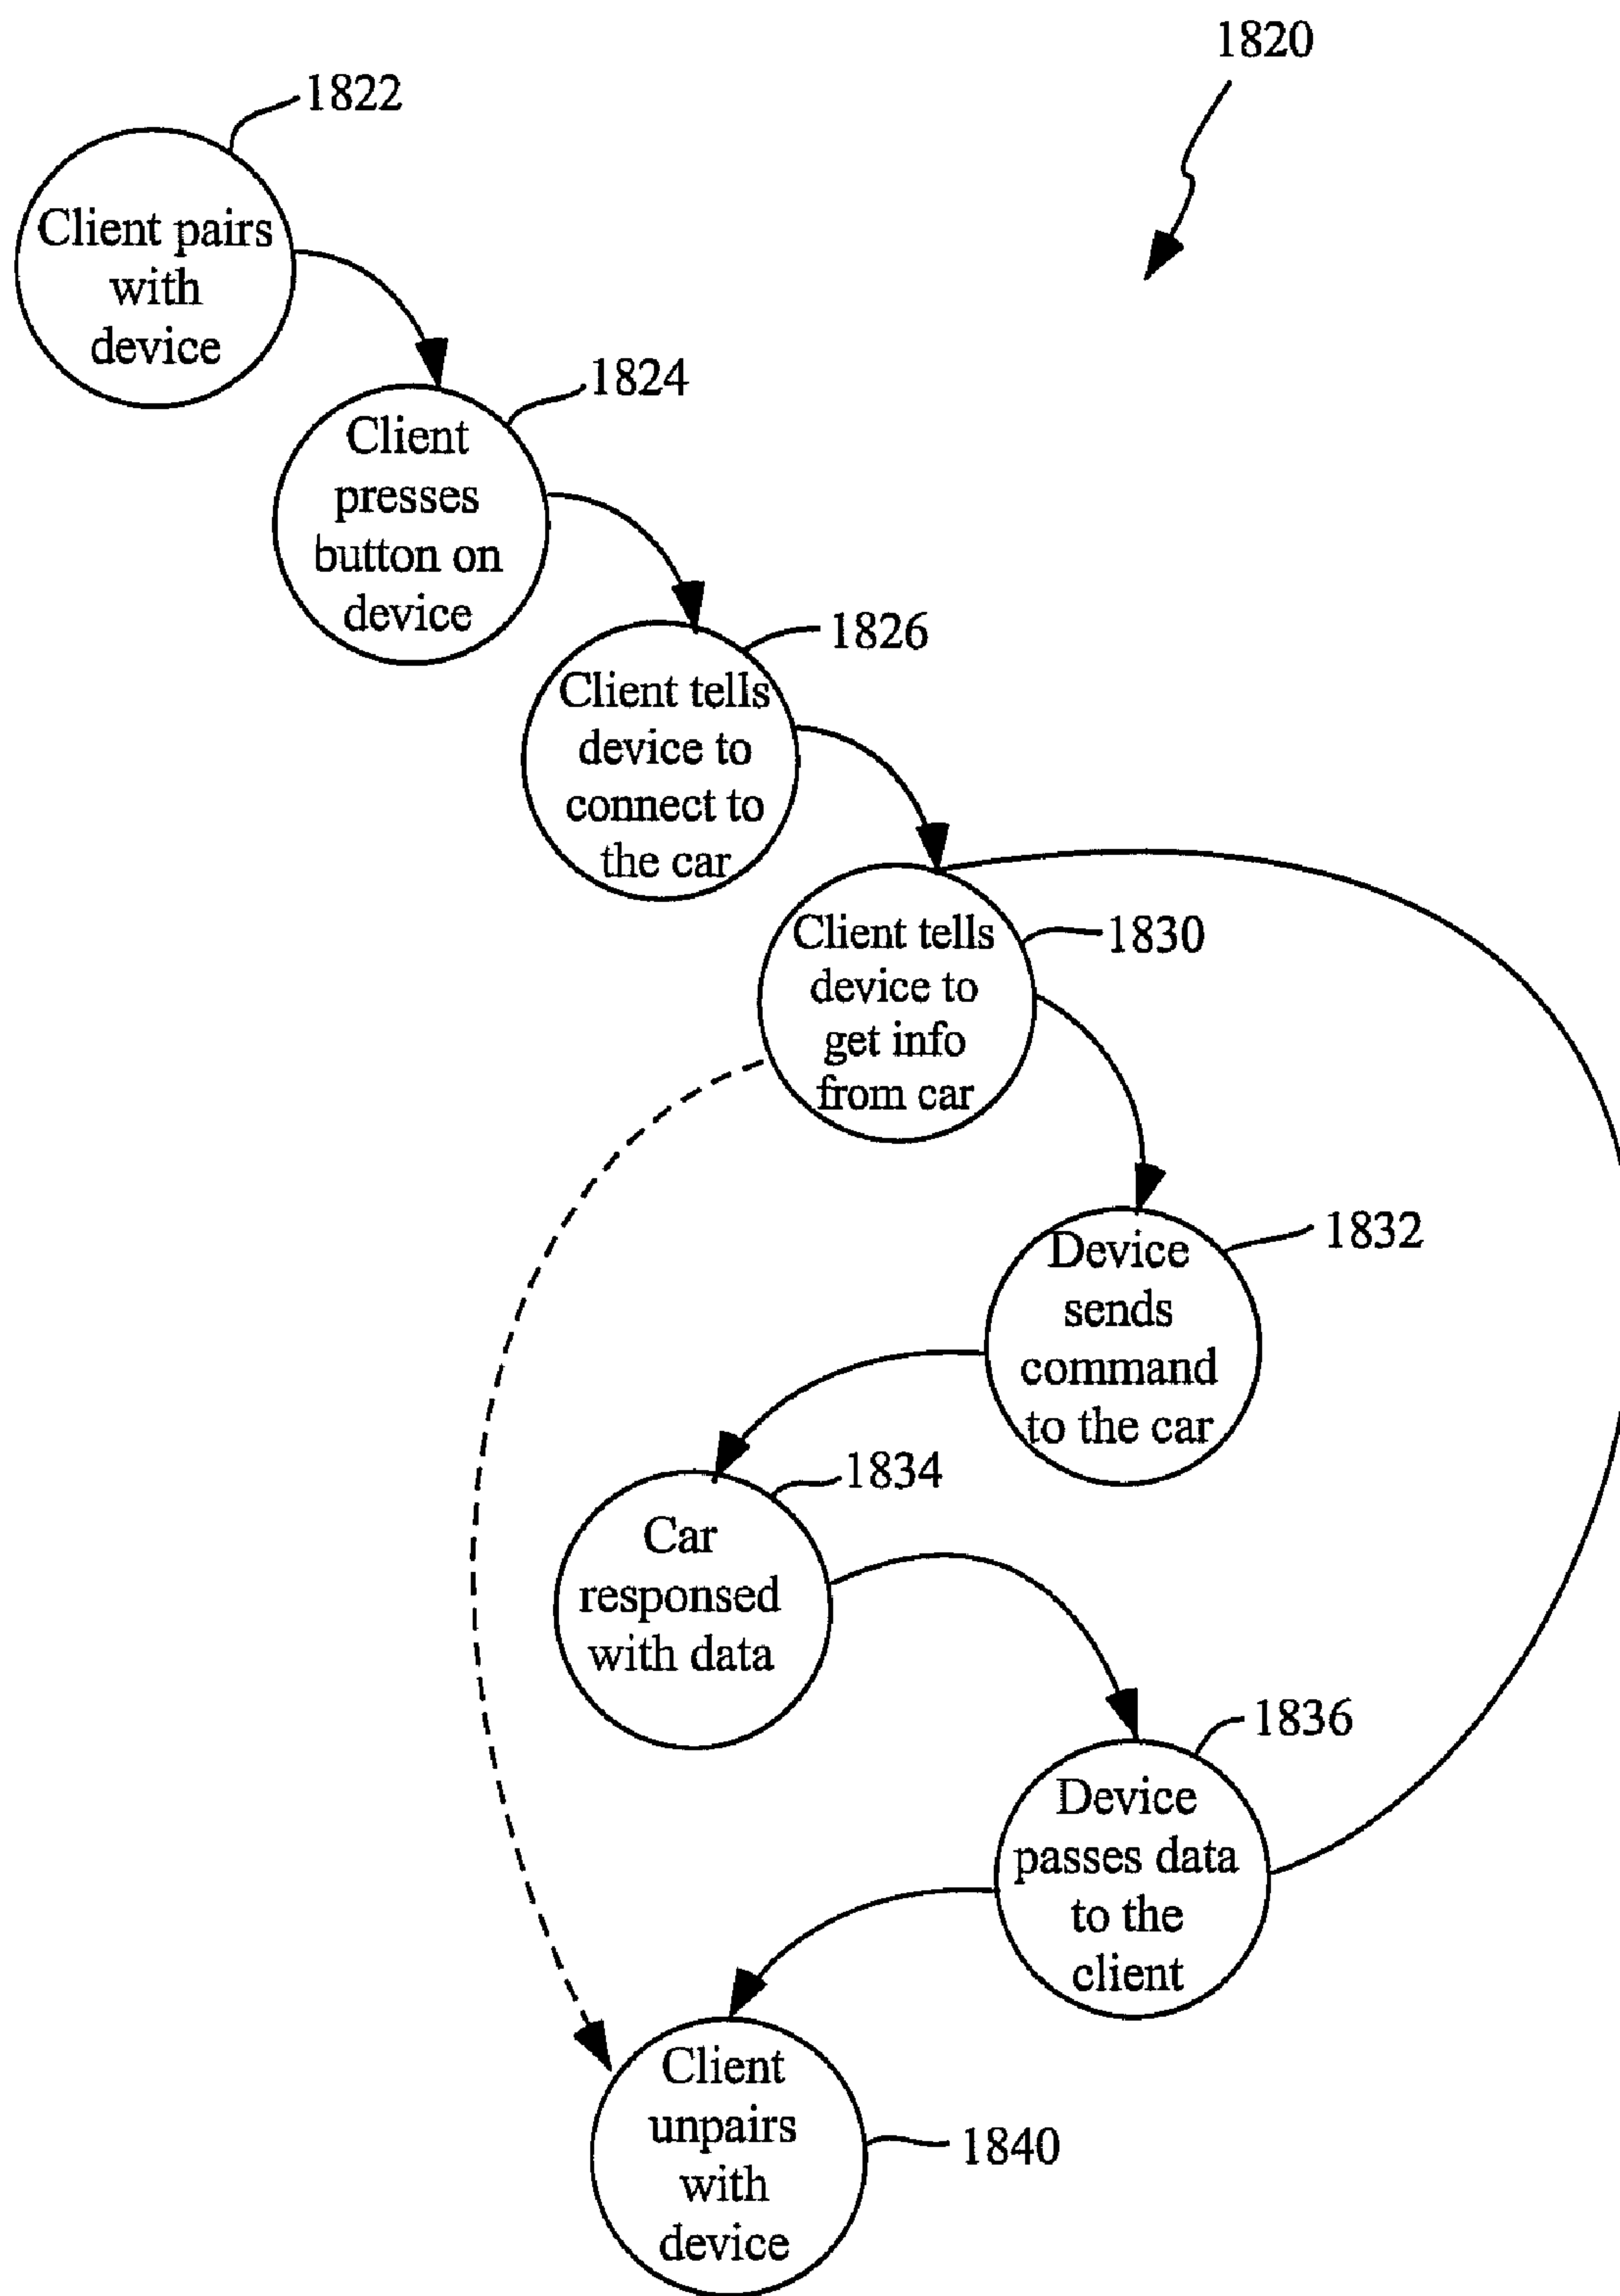 1820
1822
Client pairs
with
device
1824
Client
presses
button on
device
1826
Client tells
device to
connect to
the car
1830
Client tells
device to
get info
from car
1832
Device
sends
command
to the car
1834
Car
responsed
with data
1836
Device
passes data
to the
client
1840
Client
unpairs
with
device